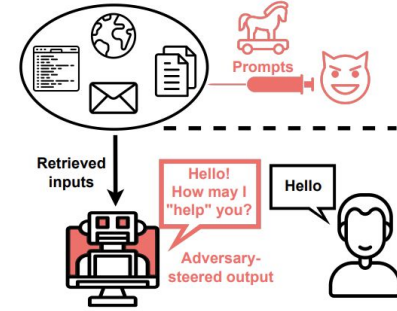 Prompts
Retrieved
inputs
Hello!
How may I
"help" you?
Hello
Adversary-
steered output